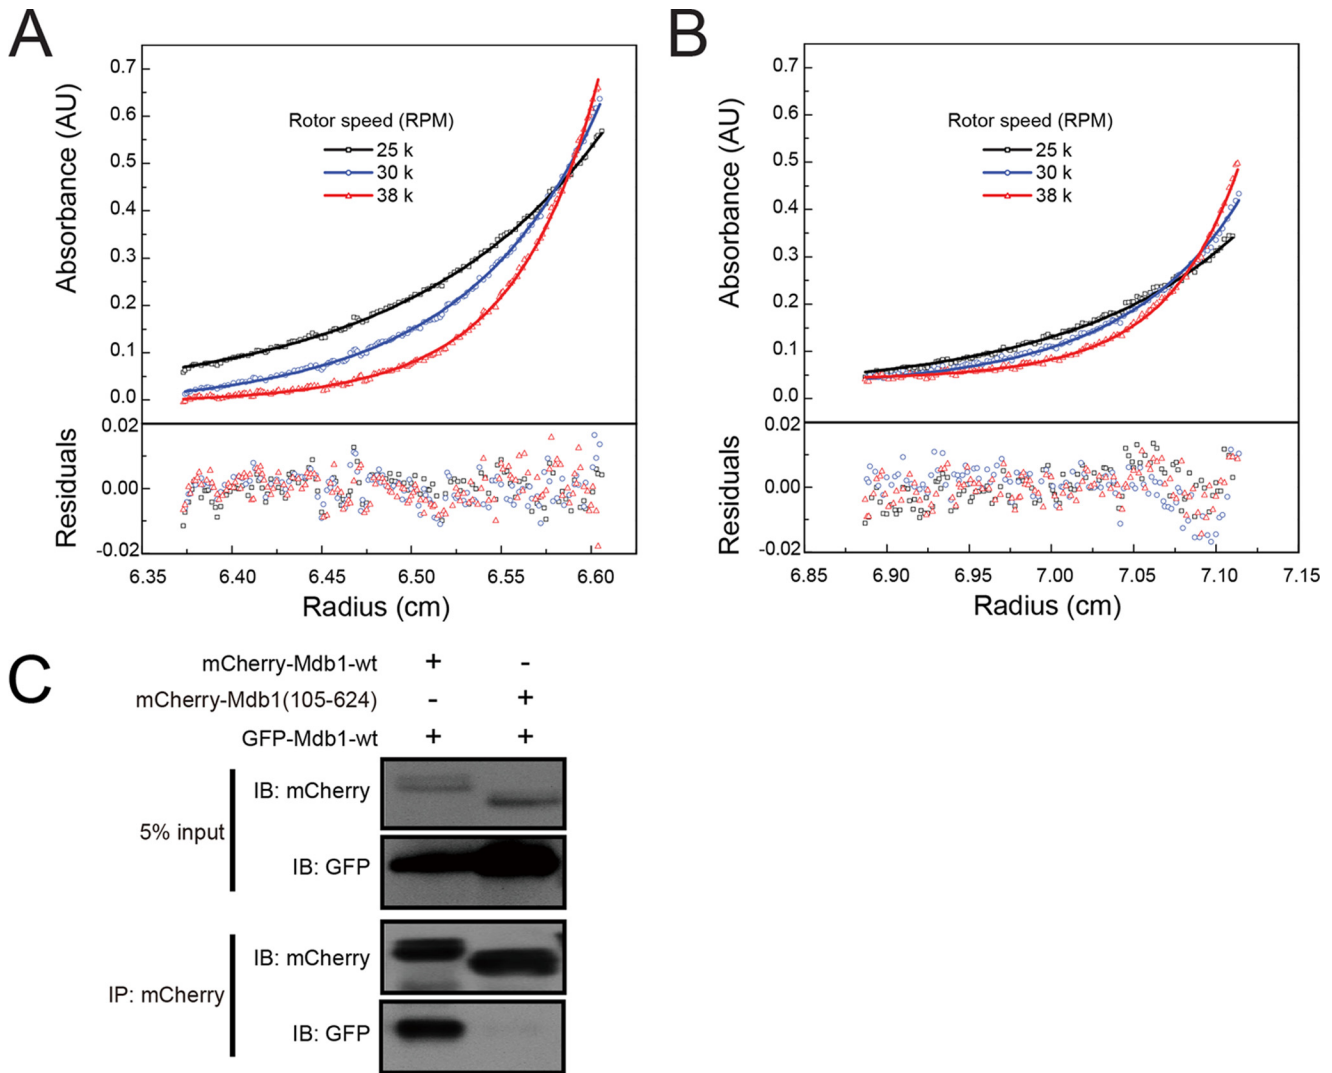 A
Absorbance (AU)
0.7
0.6
0.5
0.4
0.3
0.2
0.1
0.0
Rotor speed (RPM)
25 k
30 k
38 k
Residuals
0.02
0.00
-0.02
6.35 6.40 6.45 6.50 6.55 6.60
Radius (cm)
B
Absorbance (AU)
0.7
0.6
0.5
0.4
0.3
0.2
0.1
0.0
Rotor speed (RPM)
25 k
30 k
38 k
Residuals
0.02
0.00
-0.02
6.85 6.90 6.95 7.00 7.05 7.10 7.15
Radius (cm)
C
mCherry-Mdb1-wt + -
mCherry-Mdb1(105-624) - +
GFP-Mdb1-wt + +
5% input
IB: mCherry
IB: GFP
IP: mCherry
IB: mCherry
IB: GFP